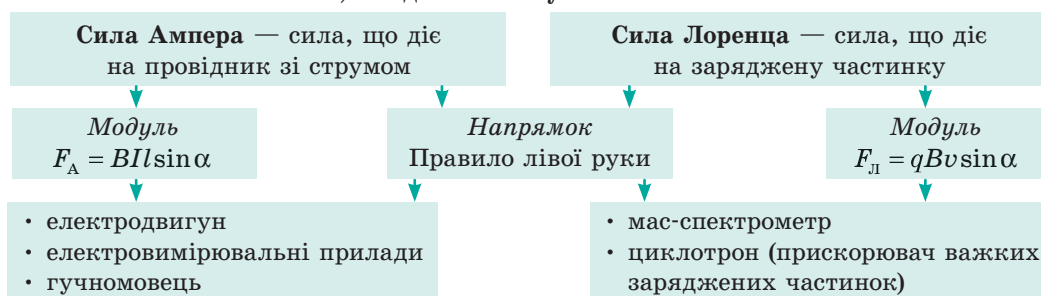 Сила Ампера — сила, що діє
на провідник зі струмом
Сила Лоренца — сила, що діє
на заряджену частинку
Модуль
F_А = BIl sin α
Напрямок
Правило лівої руки
Модуль
F_Л = qBv sin α
• електродвигун
• електровимірювальні прилади
• гучномовець
• мас-спектрометр
• циклотрон (прискорювач важких
заряджених частинок)